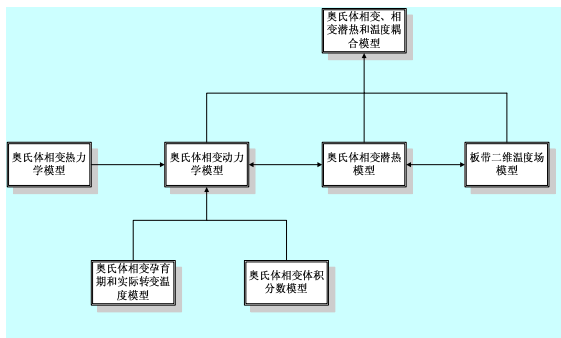 奥氏体相变、相
变潜热和温度耦
合模型
奥氏体相变热力
学模型
奥氏体相变动力
学模型
奥氏体相变潜热
模型
板带二维温度场
模型
奥氏体相变孕育
期和实际转变温
度模型
奥氏体相变体积
分数模型